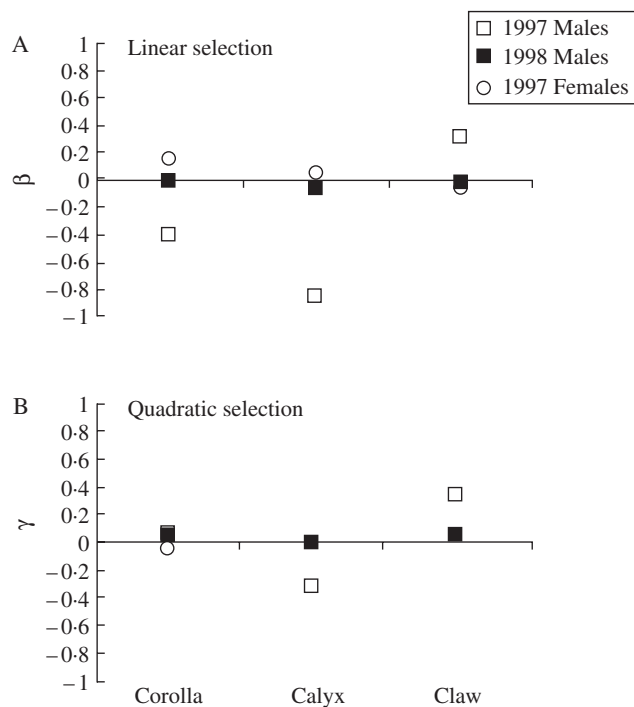 A Linear selection
□ 1997 Males
■ 1998 Males
○ 1997 Females
β
1
0·8
0·6
0·4
0·2
0
−0·2
−0·4
−0·6
−0·8
−1
B Quadratic selection
γ
1
0·8
0·6
0·4
0·2
0
−0·2
−0·4
−0·6
−0·8
−1
Corolla Calyx Claw